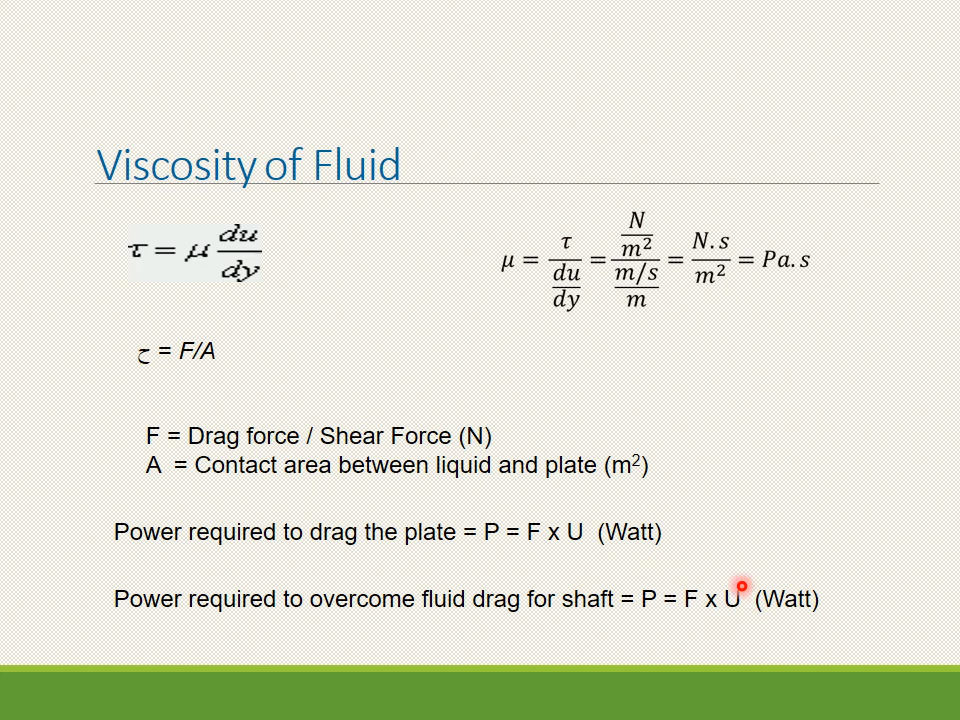 Viscosity of Fluid
τ = μ du/dy
μ = τ/(du/dy) = (N/m²)/((m/s)/m) = N.s/m² = Pa.s
ح = F/A
F = Drag force / Shear Force (N)
A = Contact area between liquid and plate (m²)
Power required to drag the plate = P = F x U (Watt)
Power required to overcome fluid drag for shaft = P = F x U (Watt)